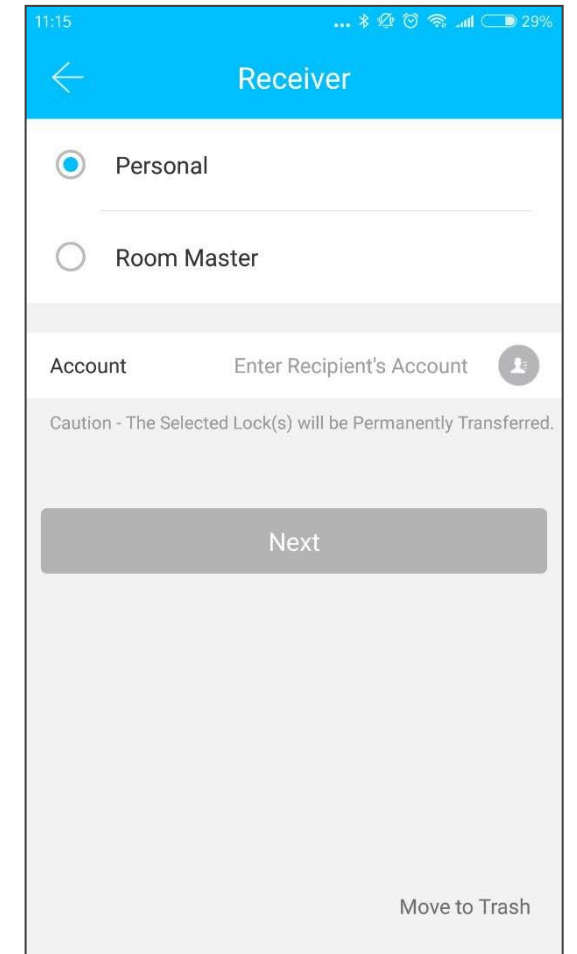 11:15 ... 29%
Receiver
Personal
Room Master
Account Enter Recipient's Account
Caution - The Selected Lock(s) will be Permanently Transferred.
Next
Move to Trash